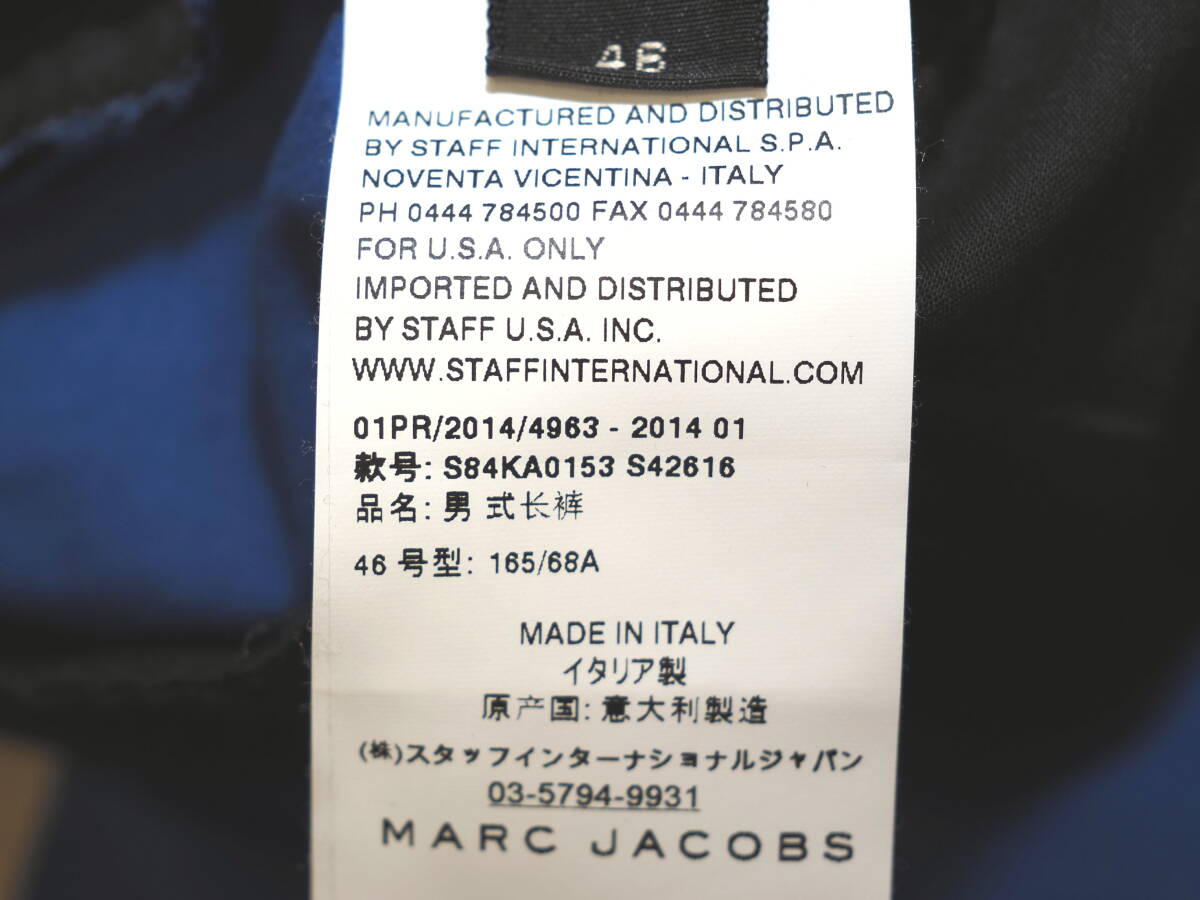 46
MANUFACTURED AND DISTRIBUTED
BY STAFF INTERNATIONAL S.P.A.
NOVENTA VICENTINA - ITALY
PH 0444 784500 FAX 0444 784580
FOR U.S.A. ONLY
IMPORTED AND DISTRIBUTED
BY STAFF U.S.A. INC.
WWW.STAFFINTERNATIONAL.COM
01PR/2014/4963 - 2014 01
款号: S84KA0153 S42616
品名: 男 式长裤
46 号型: 165/68A
MADE IN ITALY
イタリア製
原产国: 意大利製造
(株)スタッフインターナショナルジャパン
03-5794-9931
MARC JACOBS